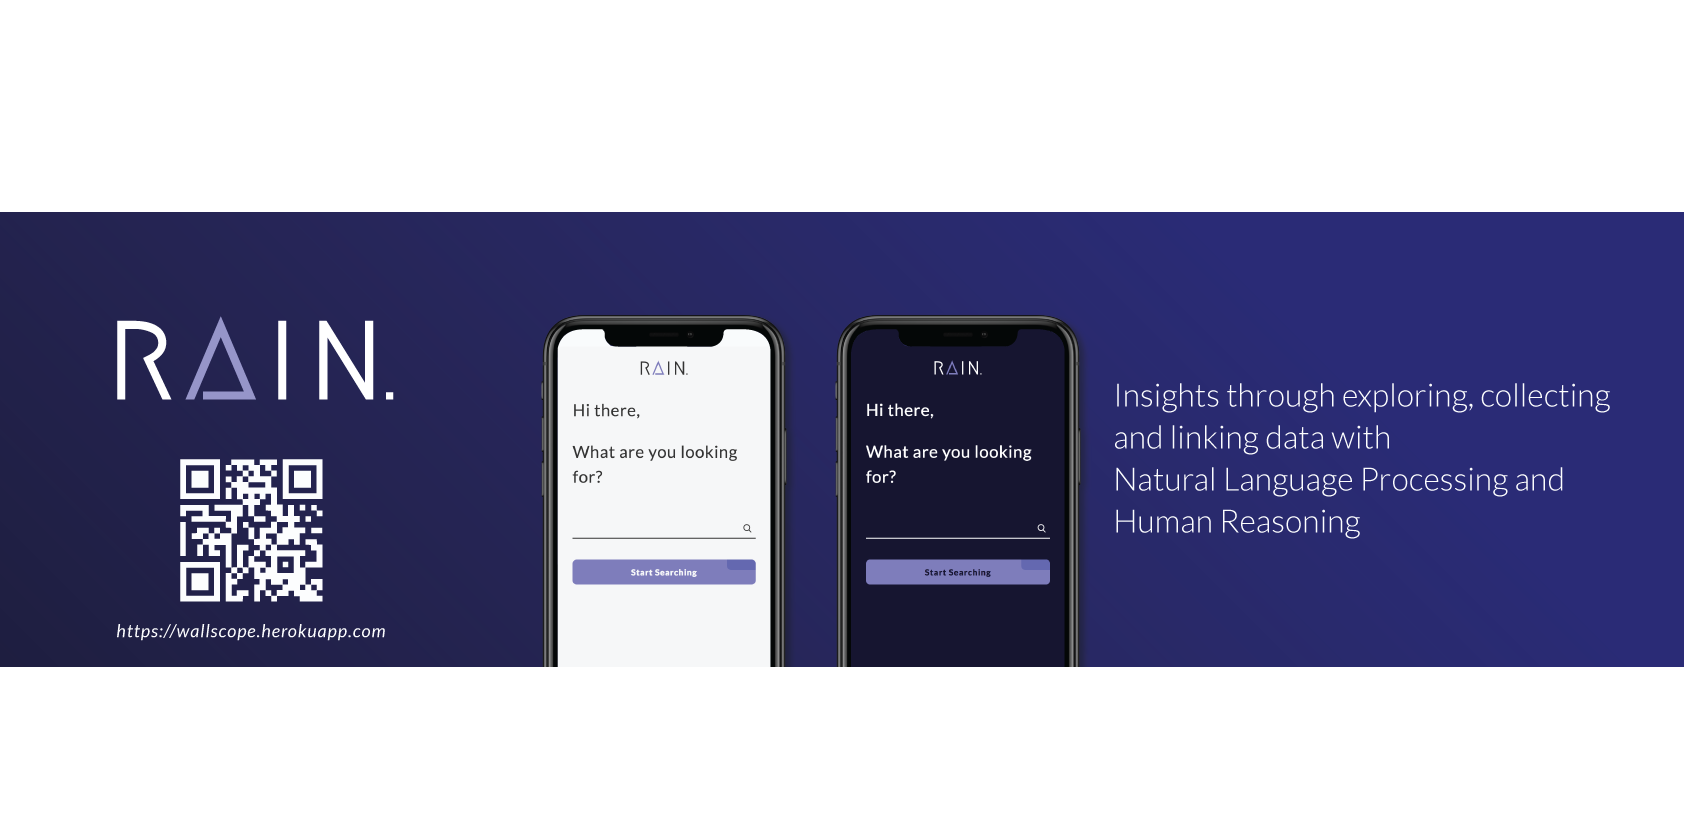 RAIN.
https://wallscope.herokuapp.com
RAIN.
Hi there,
What are you looking
for?
Start Searching
RAIN.
Hi there,
What are you looking
for?
Start Searching
Insights through exploring, collecting
and linking data with
Natural Language Processing and
Human Reasoning